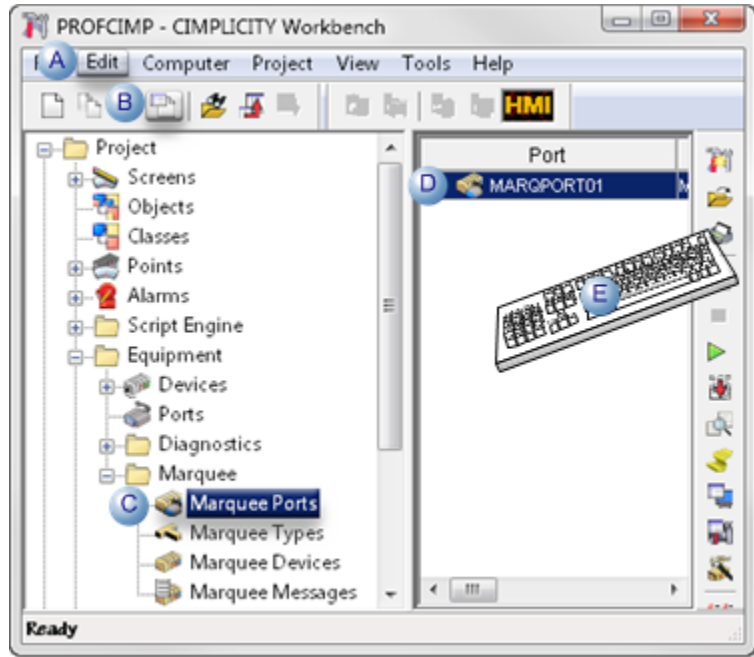 PROFCIMP - CIMPLICITY Workbench
A Edit Computer Project View Tools Help
B HMI
Project
Screens
Objects
Classes
Points
Alarms
Script Engine
Equipment
Devices
Ports
Diagnostics
Marquee
C Marquee Ports
Marquee Types
Marquee Devices
Marquee Messages
Port
D MARQPORT01 M
E
Ready